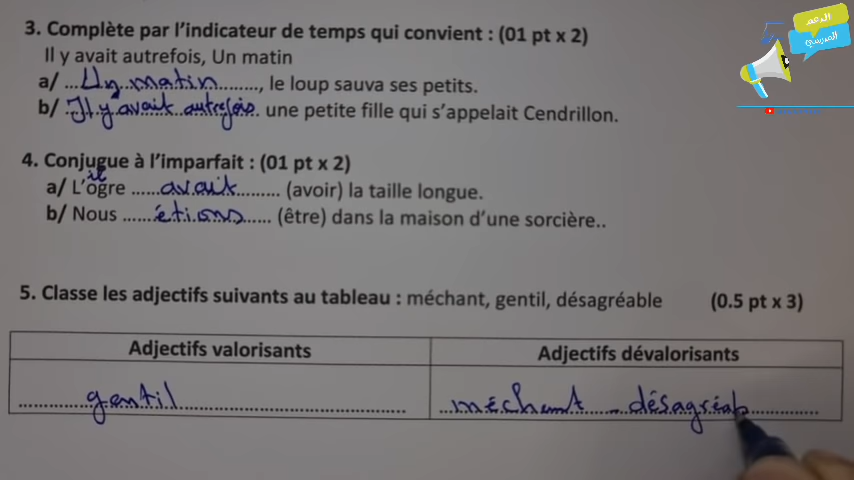 الدعم
المدرسي
3. Complète par l'indicateur de temps qui convient : (01 pt x 2)
Il y avait autrefois, Un matin
a/ ...Un matin........, le loup sauva ses petits.
b/ .Il y avait autrefois. une petite fille qui s'appelait Cendrillon.
4. Conjugue à l'imparfait : (01 pt x 2)
il
a/ L'ogre .....avait......... (avoir) la taille longue.
b/ Nous ......étions...... (être) dans la maison d'une sorcière..
5. Classe les adjectifs suivants au tableau : méchant, gentil, désagréable (0.5 pt x 3)
Adjectifs valorisants Adjectifs dévalorisants
gentil méchant - désagréab